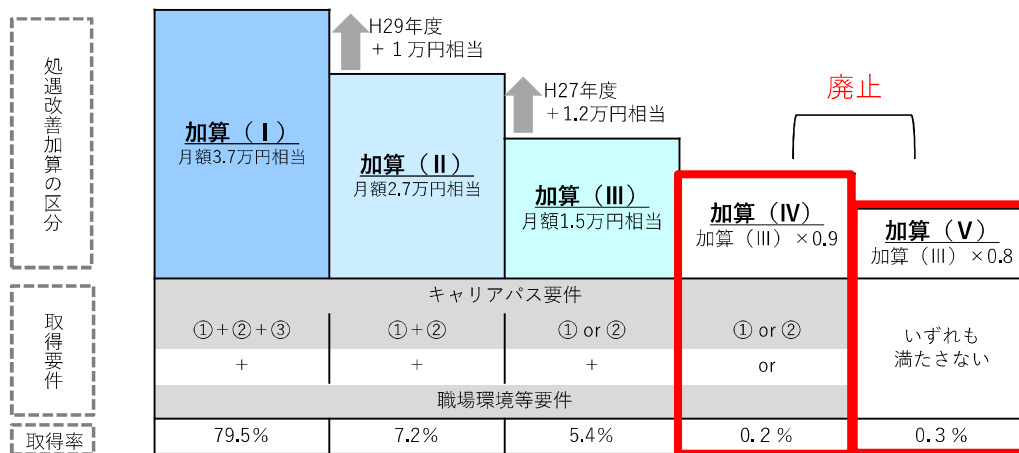 処遇改善加算の区分
H29年度
+ 1 万円相当
H27年度
+1.2万円相当
廃止
加算（Ⅰ）
月額3.7万円相当
加算（Ⅱ）
月額2.7万円相当
加算（Ⅲ）
月額1.5万円相当
加算（Ⅳ）
加算（Ⅲ）×0.9
加算（Ⅴ）
加算（Ⅲ）×0.8
取得要件
キャリアパス要件
①+②+③ ①+② ① or ② ① or ②
+ + + or
いずれも
満たさない
職場環境等要件
取得率 79.5% 7.2% 5.4% 0.2% 0.3%